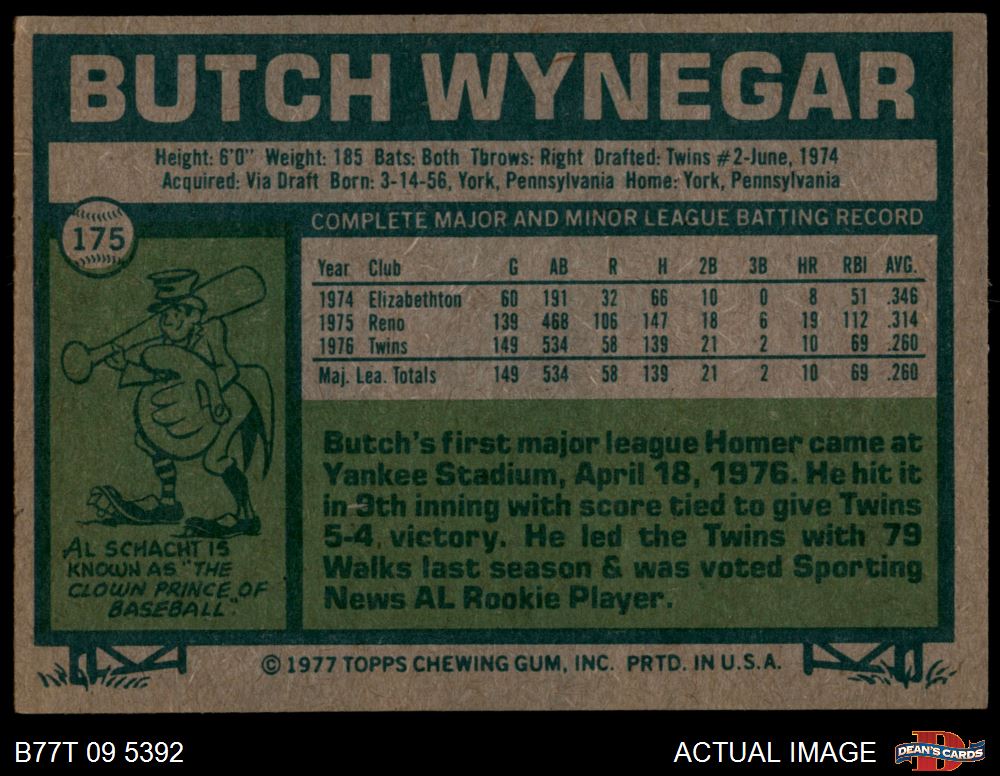 BUTCH WYNEGAR
Height: 6'0" Weight: 185 Bats: Both Throws: Right Drafted: Twins #2-June, 1974
Acquired: Via Draft Born: 3-14-56, York, Pennsylvania Home: York, Pennsylvania
175
COMPLETE MAJOR AND MINOR LEAGUE BATTING RECORD
Year Club G AB R H 2B 3B HR RBI AVG.
1974 Elizabethton 60 191 32 66 10 0 8 51 .346
1975 Reno 139 468 106 147 18 6 19 112 .314
1976 Twins 149 534 58 139 21 2 10 69 .260
Maj. Lea. Totals 149 534 58 139 21 2 10 69 .260
AL SCHACHT IS
KNOWN AS "THE
CLOWN PRINCE OF
BASEBALL".
Butch's first major league Homer came at
Yankee Stadium, April 18, 1976. He hit it
in 9th inning with score tied to give Twins
5-4 victory. He led the Twins with 79
Walks last season & was voted Sporting
News AL Rookie Player.
© 1977 TOPPS CHEWING GUM, INC. PRTD. IN U.S.A.
B77T 09 5392
ACTUAL IMAGE
DEAN'S CARDS